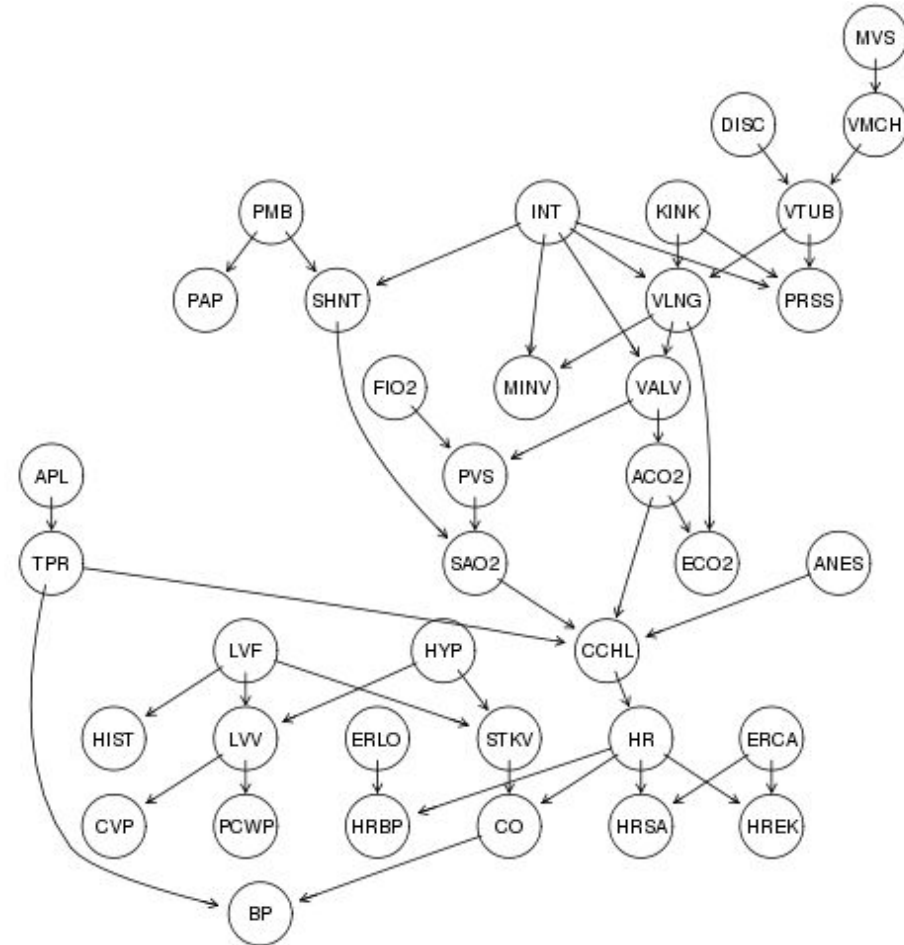 MVS
DISC
VMCH
PMB
INT
KINK
VTUB
PAP
SHNT
VLNG
PRSS
FIO2
MINV
VALV
APL
PVS
ACO2
TPR
SAO2
ECO2
ANES
LVF
HYP
CCHL
HIST
LVV
ERLO
STKV
HR
ERCA
CVP
PCWP
HRBP
CO
HRSA
HREK
BP